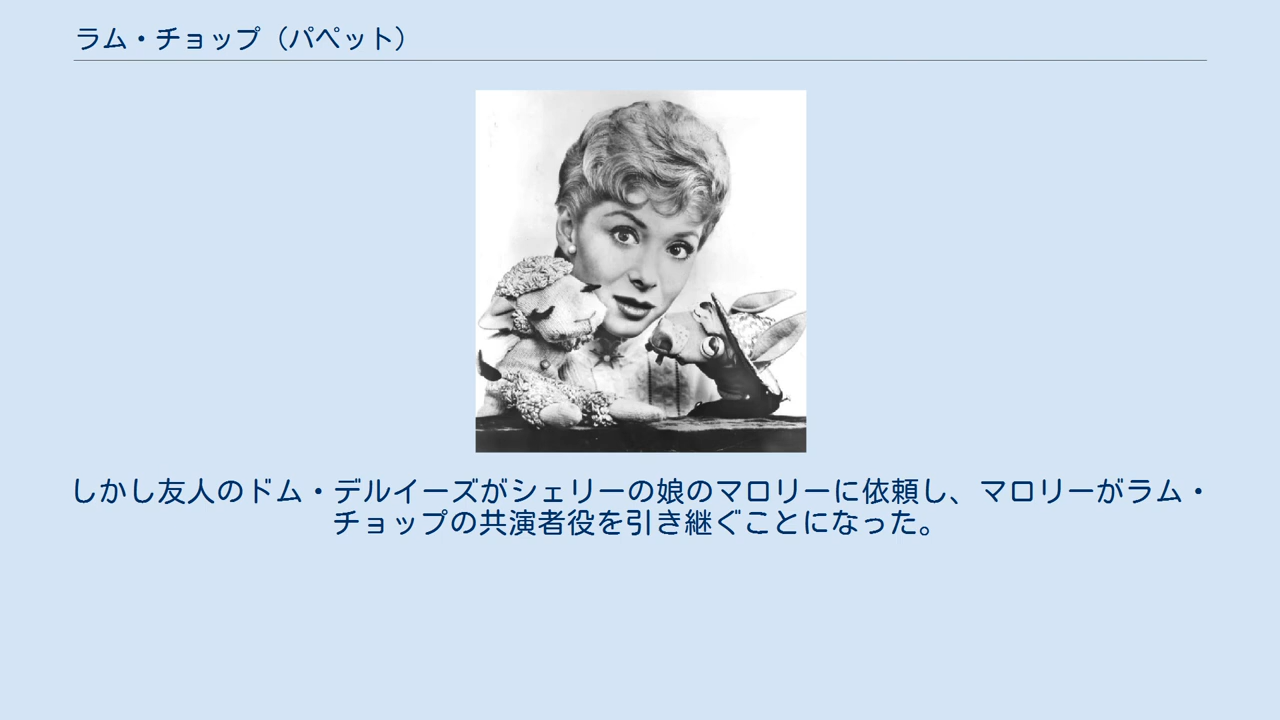 ラム・チョップ（パペット）
しかし友人のドム・デルイーズがシェリーの娘のマロリーに依頼し、マロリーがラム・
チョップの共演者役を引き継ぐことになった。